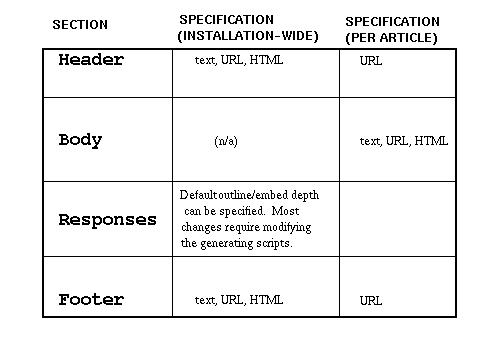 SECTION SPECIFICATION (INSTALLATION-WIDE) SPECIFICATION (PER ARTICLE)
Header text, URL, HTML URL
Body (n/a) text, URL, HTML
Responses
Default outline/embed depth
can be specified. Most
changes require modifying
the generating scripts.
Footer text, URL, HTML URL